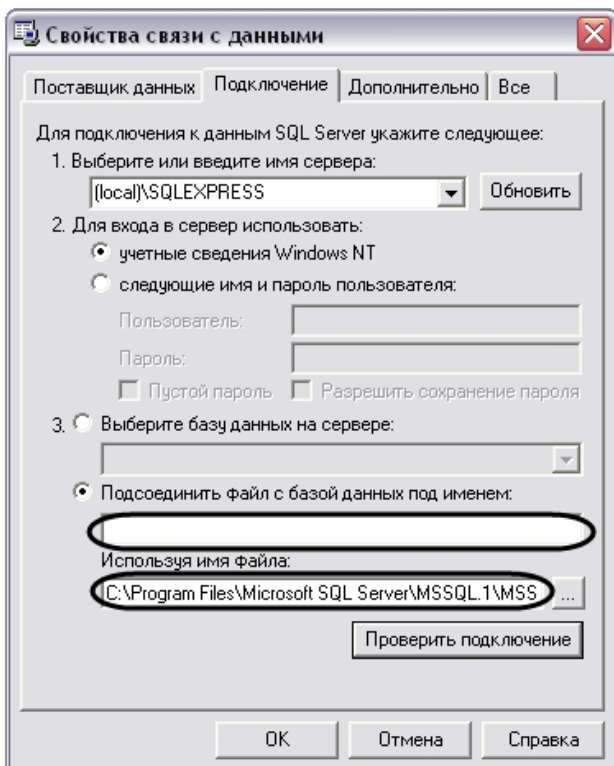 Свойства связи с данными
Поставщик данных Подключение Дополнительно Все
Для подключения к данным SQL Server укажите следующее:
1. Выберите или введите имя сервера:
(local)\SQLEXPRESS Обновить
2. Для входа в сервер использовать:
учетные сведения Windows NT
следующие имя и пароль пользователя:
Пользователь:
Пароль:
Пустой пароль Разрешить сохранение пароля
3. Выберите базу данных на сервере:
Подсоединить файл с базой данных под именем:
Используя имя файла:
C:\Program Files\Microsoft SQL Server\MSSQL.1\MSS ...
Проверить подключение
OK Отмена Справка